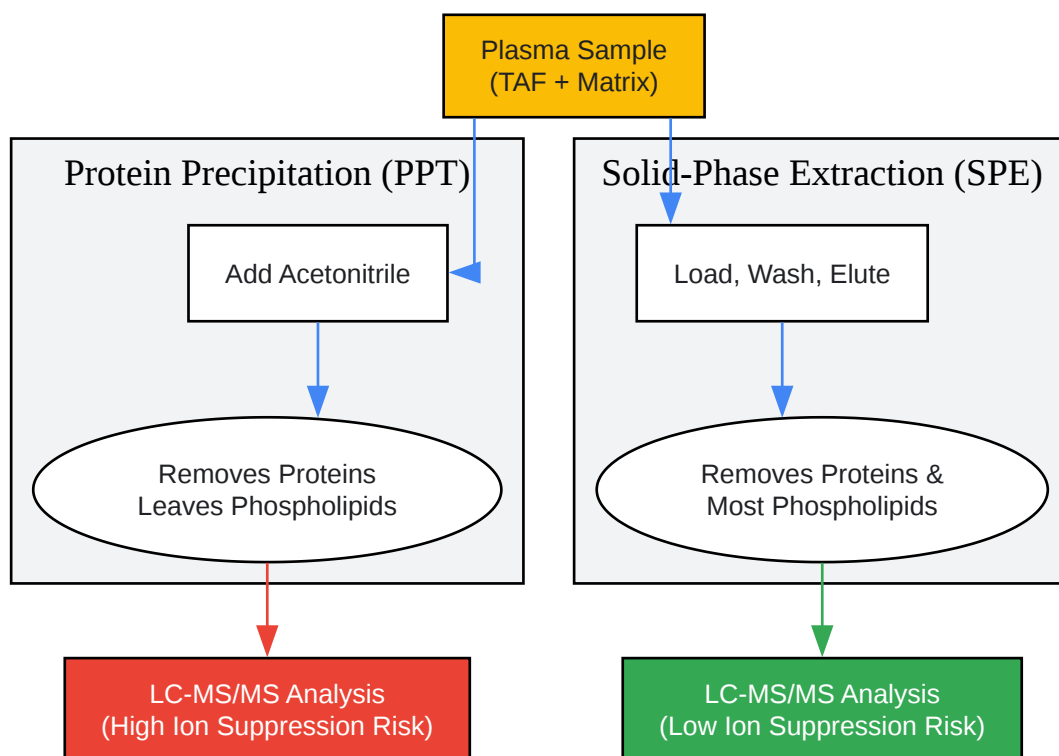 Plasma Sample
(TAF + Matrix)
Protein Precipitation (PPT)
Add Acetonitrile
Removes Proteins
Leaves Phospholipids
LC-MS/MS Analysis
(High Ion Suppression Risk)
Solid-Phase Extraction (SPE)
Load, Wash, Elute
Removes Proteins &
Most Phospholipids
LC-MS/MS Analysis
(Low Ion Suppression Risk)